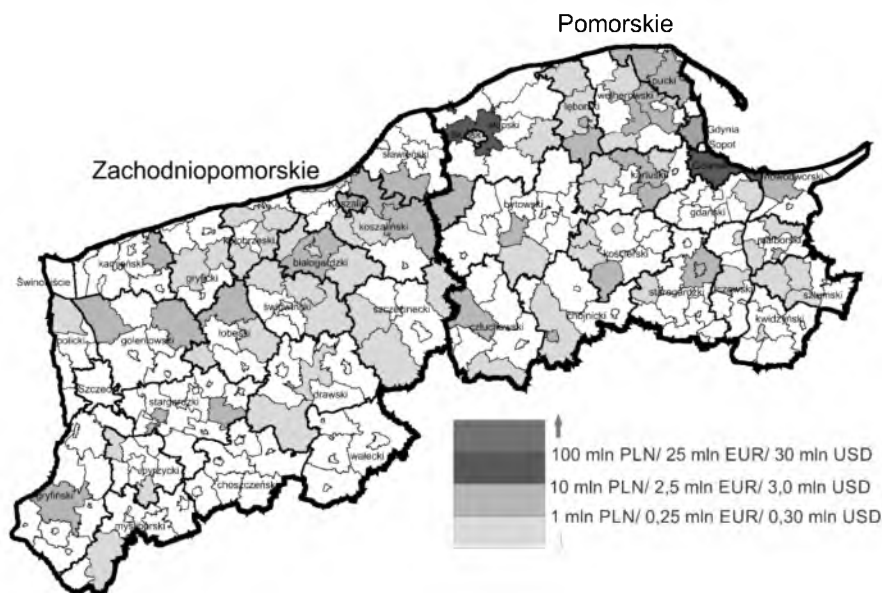 Pomorskie
pucki
wejherowski
lęborski
Gdynia
Sopot
Zachodniopomorskie
sławieński
kartuski
nowodworski
bytowski
gdański
koszaliński
kołobrzeski
białogardzki
kościerski
malborski
kamieński
gryficki
Świnoujście
świdwiński
szczecinecki
starogardzki
tczewski
sztumski
policki
goleniowski
łobeski
człuchowski
chojnicki
kwidzyński
Szczecin
stargardzki
drawski
wałecki
100 mln PLN/ 25 mln EUR/ 30 mln USD
pyrzycki
10 mln PLN/ 2,5 mln EUR/ 3,0 mln USD
gryfiński
choszczeński
1 mln PLN/ 0,25 mln EUR/ 0,30 mln USD
myśliborski